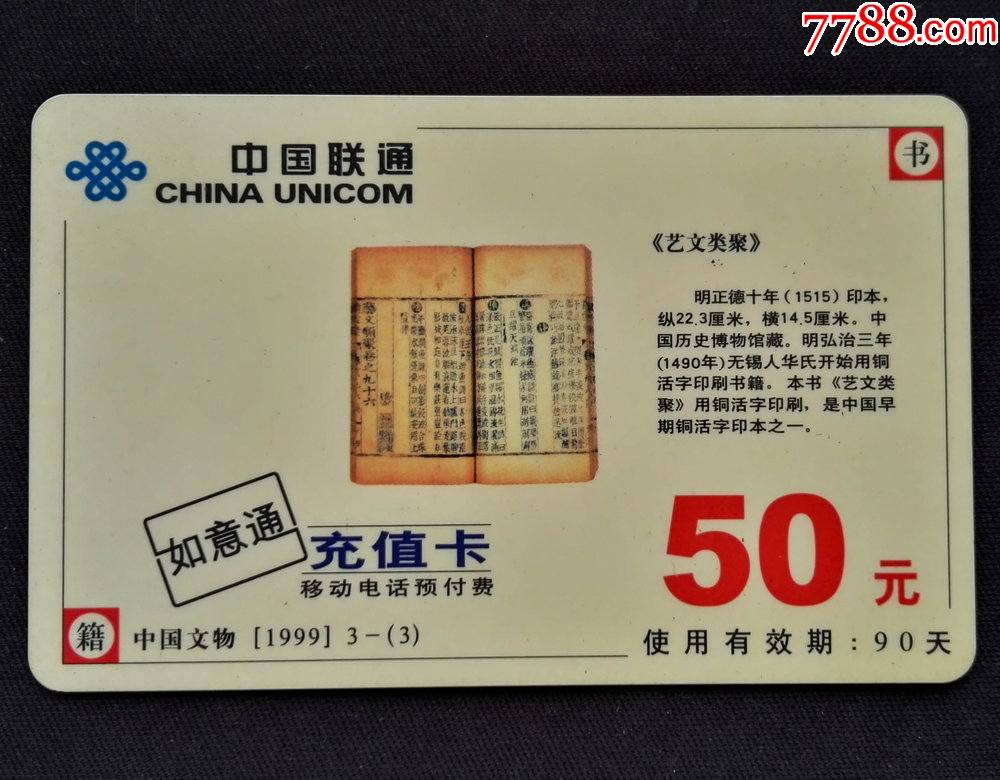 7788.com
中国联通
CHINA UNICOM
书
《艺文类聚》
明正德十年(1515)印本,
纵22.3厘米,横14.5厘米。中
国历史博物馆藏。明弘治三年
(1490年)无锡人华氏开始用铜
活字印刷书籍。本书《艺文类
聚》用铜活字印刷,是中国早
期铜活字印本之一。
如意通
充值卡
移动电话预付费
50元
籍
中国文物 [1999] 3-(3)
使用有效期:90天